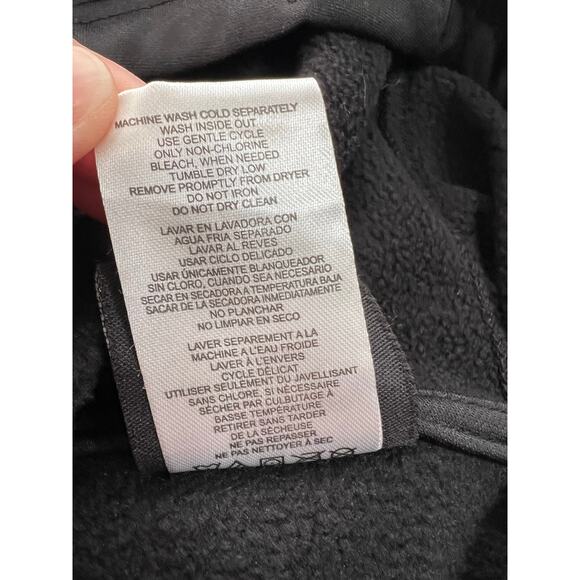 MACHINE WASH COLD SEPARATELY
WASH INSIDE OUT
USE GENTLE CYCLE
ONLY NON-CHLORINE
BLEACH, WHEN NEEDED
TUMBLE DRY LOW
REMOVE PROMPTLY FROM DRYER
DO NOT IRON
DO NOT DRY CLEAN
LAVAR EN LAVADORA CON
AGUA FRIA SEPARADO
LAVAR AL REVES
USAR CICLO DELICADO
USAR ÚNICAMENTE BLANQUEADOR
SIN CLORO, CUANDO SEA NECESARIO
SECAR EN SECADORA A TEMPERATURA BAJA
SACAR DE LA SECADORA INMEDIATAMENTE
NO PLANCHAR
NO LIMPIAR EN SECO
LAVER SEPAREMENT A LA
MACHINE A L'EAU FROIDE
LAVER À L'ENVERS
CYCLE DÉLICAT
UTILISER SEULEMENT DU JAVELLISANT
SANS CHLORE, SI NÉCESSAIRE
SÉCHER PAR CULBUTAGE À
BASSE TEMPÉRATURE
RETIRER SANS TARDER
DE LA SÉCHEUSE
NE PAS REPASSER
NE PAS NETTOYER À SEC